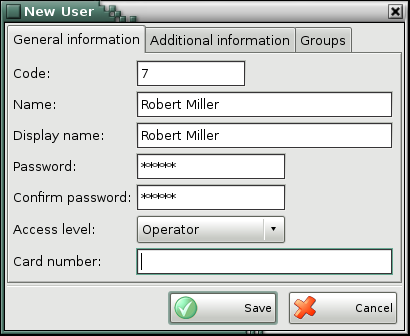 New User
General information Additional information Groups
Code: 7
Name: Robert Miller
Display name: Robert Miller
Password: *****
Confirm password: *****
Access level: Operator
Card number:
Save Cancel